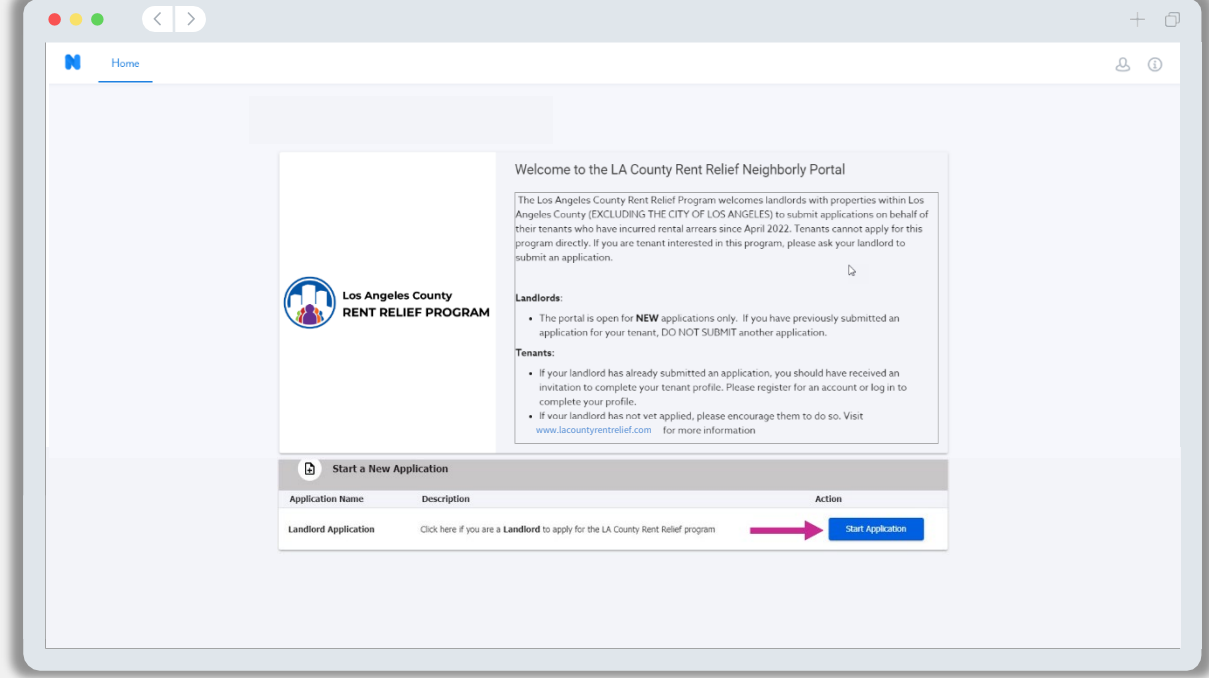 Home
Welcome to the LA County Rent Relief Neighborly Portal
The Los Angeles County Rent Relief Program welcomes landlords with properties within Los
Angeles County (EXCLUDING THE CITY OF LOS ANGELES) to submit applications on behalf of
their tenants who have incurred rental arrears since April 2022. Tenants cannot apply for this
program directly. If you are tenant interested in this program, please ask your landlord to
submit an application.
Los Angeles County
RENT RELIEF PROGRAM
Landlords:
• The portal is open for NEW applications only. If you have previously submitted an
application for your tenant, DO NOT SUBMIT another application.
Tenants:
• If your landlord has already submitted an application, you should have received an
invitation to complete your tenant profile. Please register for an account or log in to
complete your profile.
• If your landlord has not yet applied, please encourage them to do so. Visit
www.lacountyrentrelief.com for more information
Start a New Application
Application Name Description Action
Landlord Application Click here if you are a Landlord to apply for the LA County Rent Relief program Start Application